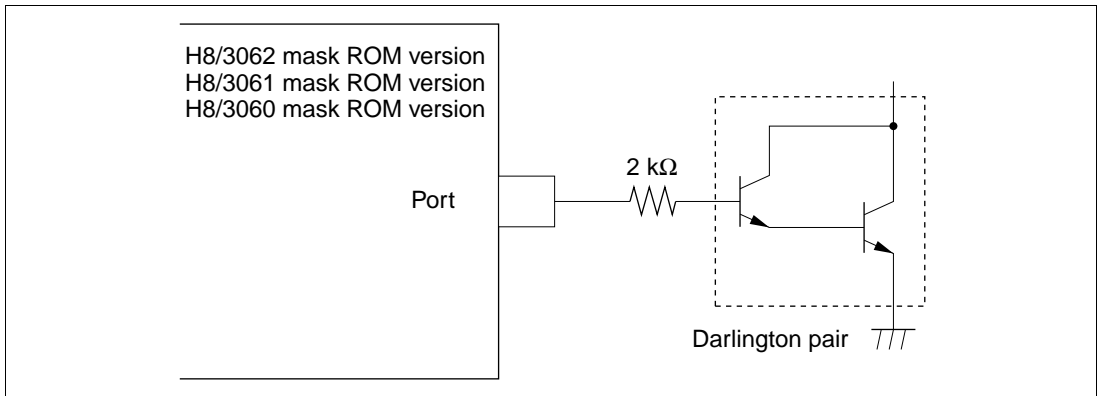 H8/3062 mask ROM version
H8/3061 mask ROM version
H8/3060 mask ROM version
2 kΩ
Port
Darlington pair